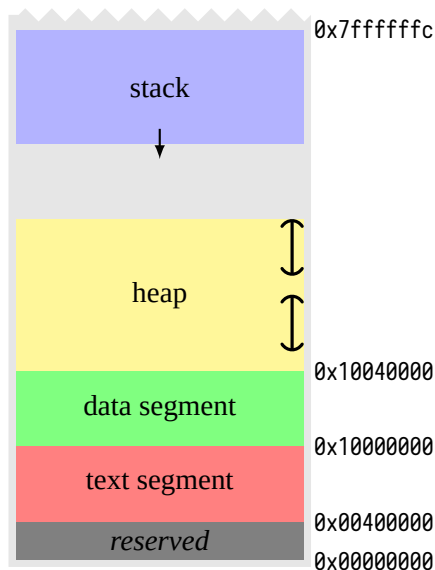 0x7ffffffc
stack
heap
0x10040000
data segment
0x10000000
text segment
0x00400000
reserved
0x00000000